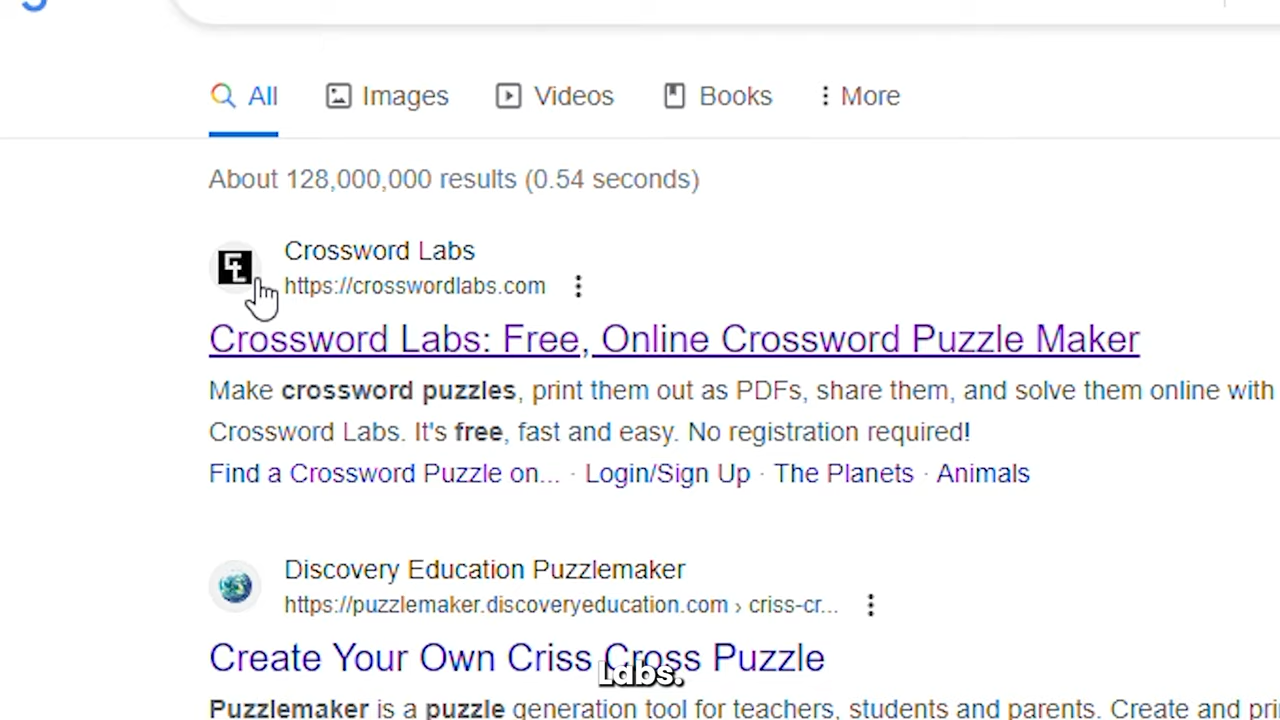 All Images Videos Books More
About 128,000,000 results (0.54 seconds)
Crossword Labs
https://crosswordlabs.com
Crossword Labs: Free, Online Crossword Puzzle Maker
Make crossword puzzles, print them out as PDFs, share them, and solve them online with
Crossword Labs. It's free, fast and easy. No registration required!
Find a Crossword Puzzle on... · Login/Sign Up · The Planets · Animals
Discovery Education Puzzlemaker
https://puzzlemaker.discoveryeducation.com › criss-cr...
Create Your Own Criss Cross Puzzle
Labs.
Puzzlemaker is a puzzle generation tool for teachers, students and parents. Create and pri